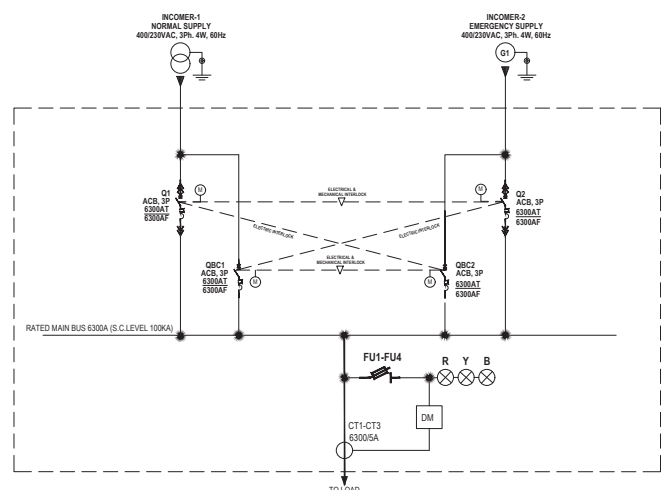 INCOMER-1
NORMAL SUPPLY
400/230VAC, 3Ph. 4W, 60Hz
INCOMER-2
EMERGENCY SUPPLY
400/230VAC, 3Ph. 4W, 60Hz
G1
Q1
ACB, 3P
6300AT
6300AF
M
ELECTRICAL &
MECHANICAL INTERLOCK
M
Q2
ACB, 3P
6300AT
6300AF
ELECTRIC INTERLOCK
ELECTRIC INTERLOCK
QBC1
ACB, 3P
6300AT
6300AF
M
ELECTRICAL &
MECHANICAL INTERLOCK
M
QBC2
ACB, 3P
6300AT
6300AF
RATED MAIN BUS 6300A (S.C.LEVEL 100KA)
FU1-FU4
R Y B
DM
CT1-CT3
6300/5A
TO LOAD